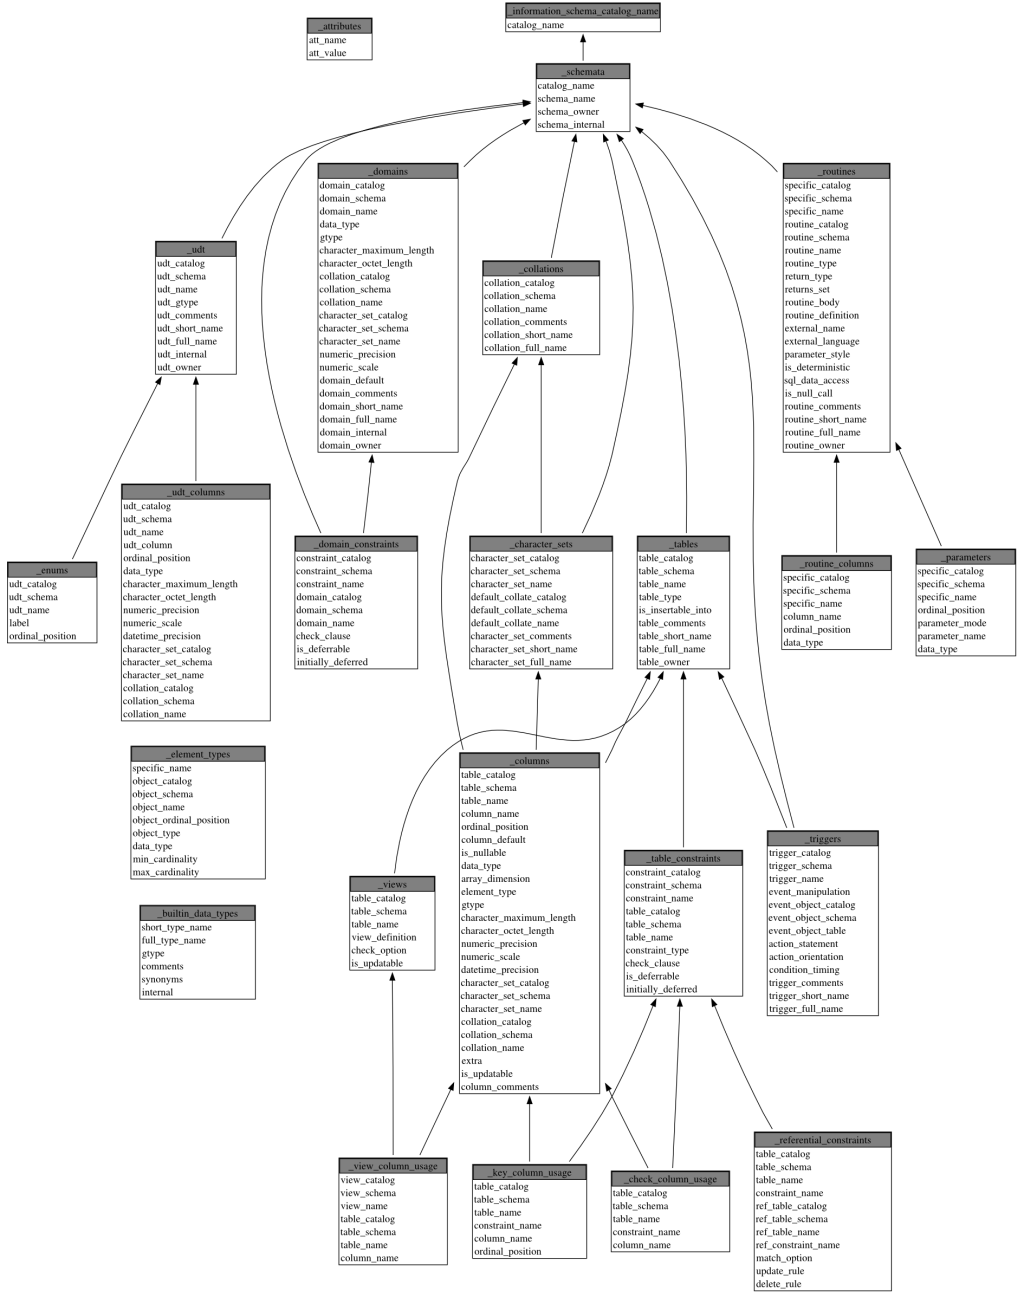 _information_schema_catalog_name
catalog_name
_attributes
att_name
att_value
_schemata
catalog_name
schema_name
schema_owner
schema_internal
_domains
domain_catalog
domain_schema
domain_name
data_type
gtype
character_maximum_length
character_octet_length
collation_catalog
collation_schema
collation_name
character_set_catalog
character_set_schema
character_set_name
numeric_precision
numeric_scale
domain_default
domain_comments
domain_short_name
domain_full_name
domain_internal
domain_owner
_routines
specific_catalog
specific_schema
specific_name
routine_catalog
routine_schema
routine_name
routine_type
return_type
returns_set
routine_body
routine_definition
external_name
external_language
parameter_style
is_deterministic
sql_data_access
is_null_call
routine_comments
routine_short_name
routine_full_name
routine_owner
_udt
udt_catalog
udt_schema
udt_name
udt_gtype
udt_comments
udt_short_name
udt_full_name
udt_internal
udt_owner
_collations
collation_catalog
collation_schema
collation_name
collation_comments
collation_short_name
collation_full_name
_udt_columns
udt_catalog
udt_schema
udt_name
udt_column
ordinal_position
data_type
character_maximum_length
character_octet_length
numeric_precision
numeric_scale
datetime_precision
character_set_catalog
character_set_schema
character_set_name
collation_catalog
collation_schema
collation_name
_enums
udt_catalog
udt_schema
udt_name
label
ordinal_position
_domain_constraints
constraint_catalog
constraint_schema
constraint_name
domain_catalog
domain_schema
domain_name
check_clause
is_deferrable
initially_deferred
_character_sets
character_set_catalog
character_set_schema
character_set_name
default_collate_catalog
default_collate_schema
default_collate_name
character_set_comments
character_set_short_name
character_set_full_name
_tables
table_catalog
table_schema
table_name
table_type
is_insertable_into
table_comments
table_short_name
table_full_name
table_owner
_routine_columns
specific_catalog
specific_schema
specific_name
column_name
ordinal_position
data_type
_parameters
specific_catalog
specific_schema
specific_name
ordinal_position
parameter_mode
parameter_name
data_type
_element_types
specific_name
object_catalog
object_schema
object_name
object_ordinal_position
object_type
data_type
min_cardinality
max_cardinality
_columns
table_catalog
table_schema
table_name
column_name
ordinal_position
column_default
is_nullable
data_type
array_dimension
element_type
gtype
character_maximum_length
character_octet_length
numeric_precision
numeric_scale
datetime_precision
character_set_catalog
character_set_schema
character_set_name
collation_catalog
collation_schema
collation_name
extra
is_updatable
column_comments
_triggers
trigger_catalog
trigger_schema
trigger_name
event_manipulation
event_object_catalog
event_object_schema
event_object_table
action_statement
action_orientation
condition_timing
trigger_comments
trigger_short_name
trigger_full_name
_table_constraints
constraint_catalog
constraint_schema
constraint_name
table_catalog
table_schema
table_name
constraint_type
check_clause
is_deferrable
initially_deferred
_views
table_catalog
table_schema
table_name
view_definition
check_option
is_updatable
_builtin_data_types
short_type_name
full_type_name
gtype
comments
synonyms
internal
_view_column_usage
view_catalog
view_schema
view_name
table_catalog
table_schema
table_name
column_name
_key_column_usage
table_catalog
table_schema
table_name
constraint_name
column_name
ordinal_position
_check_column_usage
table_catalog
table_schema
table_name
constraint_name
column_name
_referential_constraints
table_catalog
table_schema
table_name
constraint_name
ref_table_catalog
ref_table_schema
ref_table_name
ref_constraint_name
match_option
update_rule
delete_rule